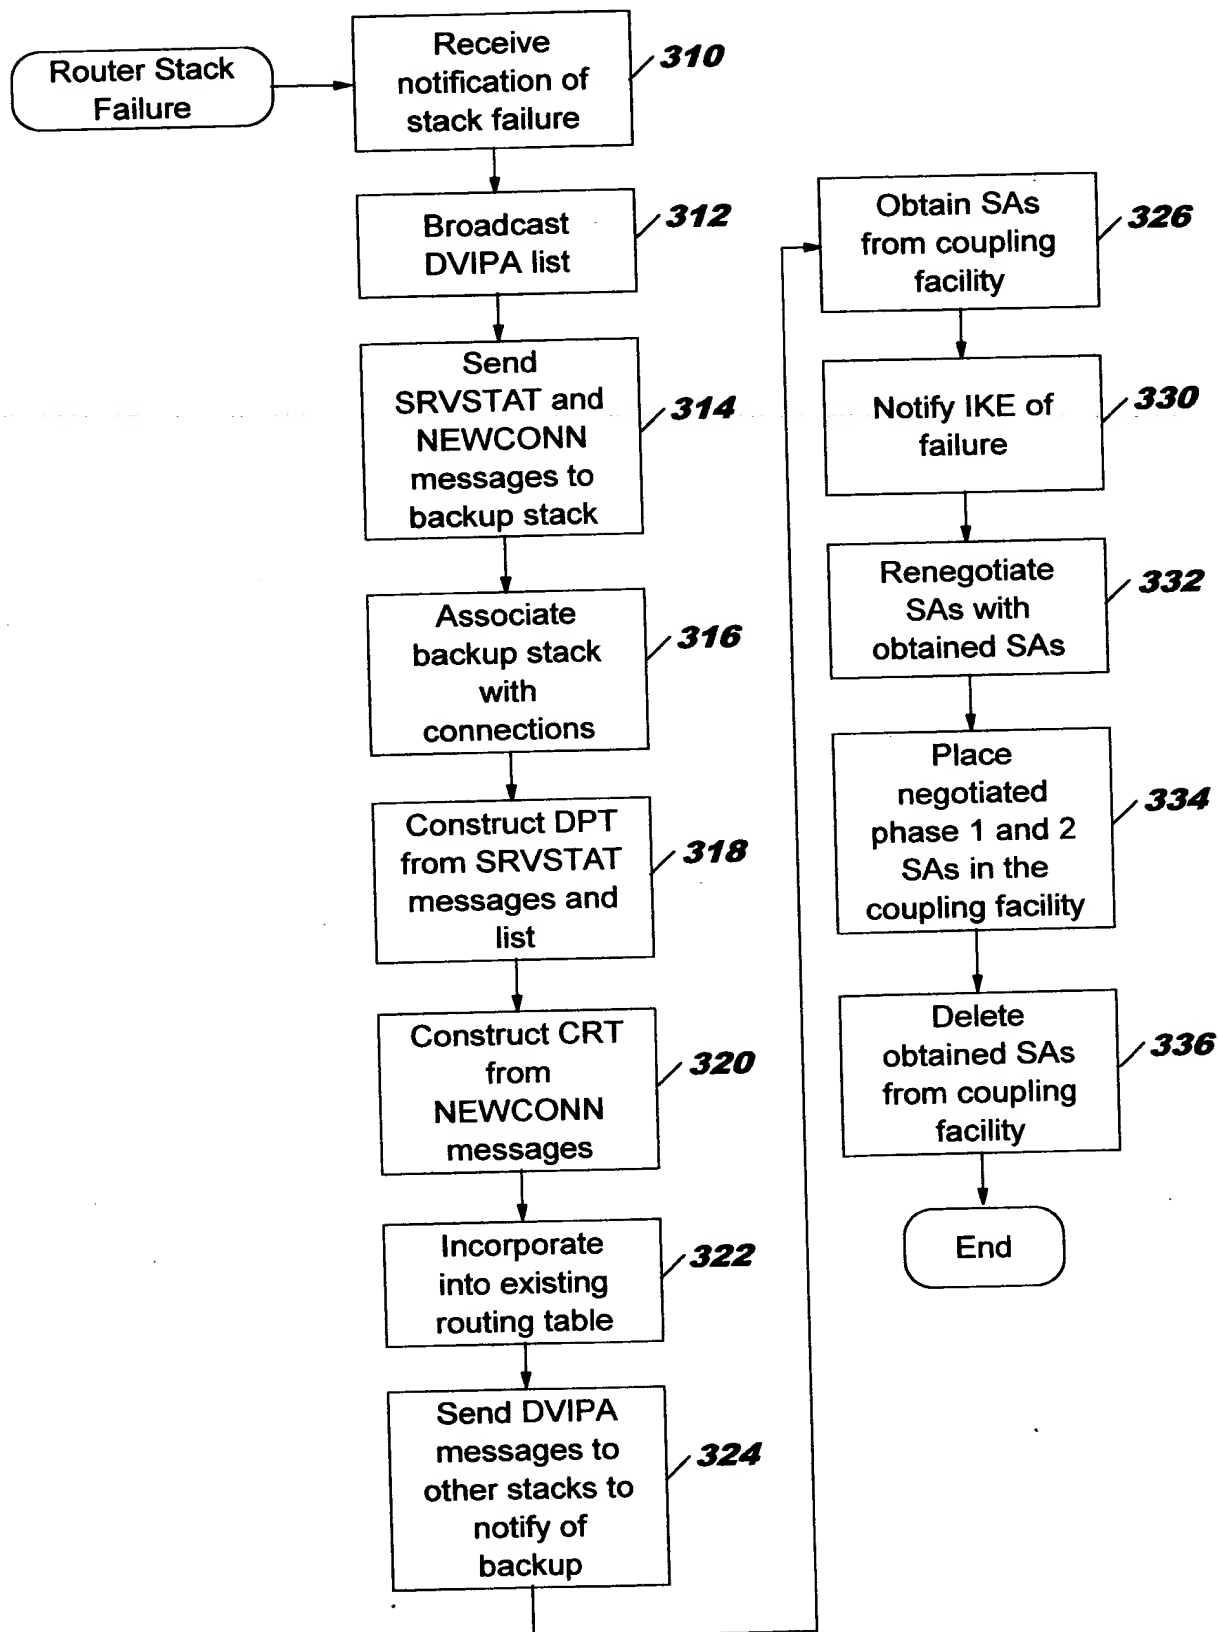 Router Stack
Failure
Receive
notification of
stack failure
310
Broadcast
DVIPA list
312
Send
SRVSTAT and
NEWCONN
messages to
backup stack
314
Associate
backup stack
with
connections
316
Construct DPT
from SRVSTAT
messages and
list
318
Construct CRT
from
NEWCONN
messages
320
Incorporate
into existing
routing table
322
Send DVIPA
messages to
other stacks to
notify of
backup
324
Obtain SAs
from coupling
facility
326
Notify IKE of
failure
330
Renegotiate
SAs with
obtained SAs
332
Place
negotiated
phase 1 and 2
SAs in the
coupling facility
334
Delete
obtained SAs
from coupling
facility
336
End